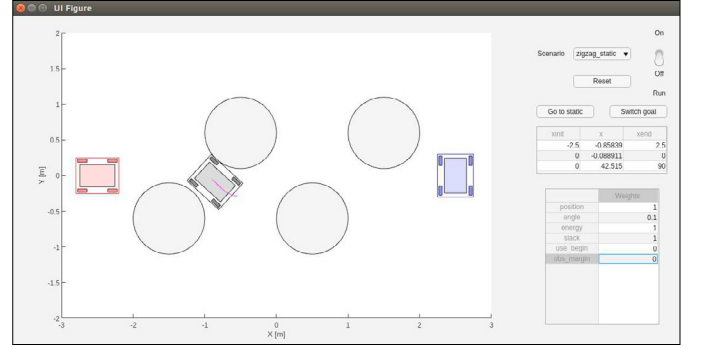 UI Figure
On
Scenario zigzag_static
Off
Reset
Run
Go to static Switch goal
xinit x xend
-2.5 -0.85839 2.5
0 -0.088911 0
0 42.515 90
Weights
position 1
angle 0.1
energy 1
slack 1
use_begin 0
obs_margin 0
2
1.5
1
0.5
0
-0.5
-1
-1.5
-2
Y [m]
-3 -2 -1 0 1 2 3
X [m]